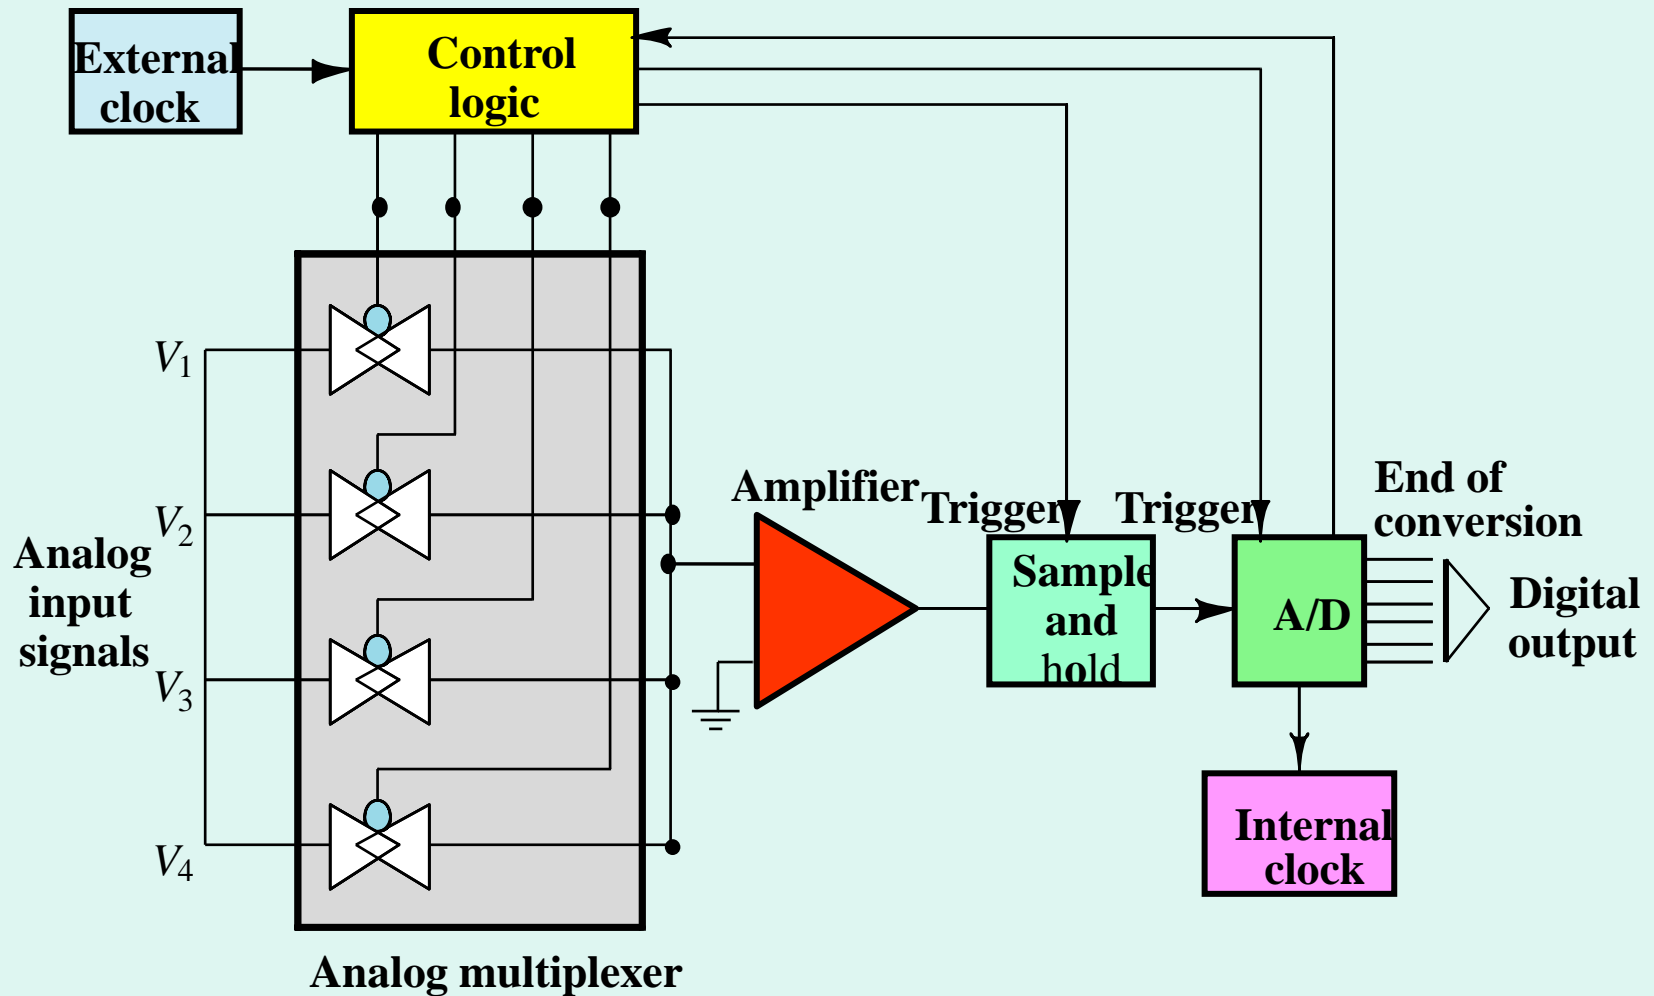 External
clock
Control
logic
V1
V2
V3
V4
Analog
input
signals
Amplifier
Trigger
Trigger
Sample
and
hold
A/D
End of
conversion
Digital
output
Internal
clock
Analog multiplexer